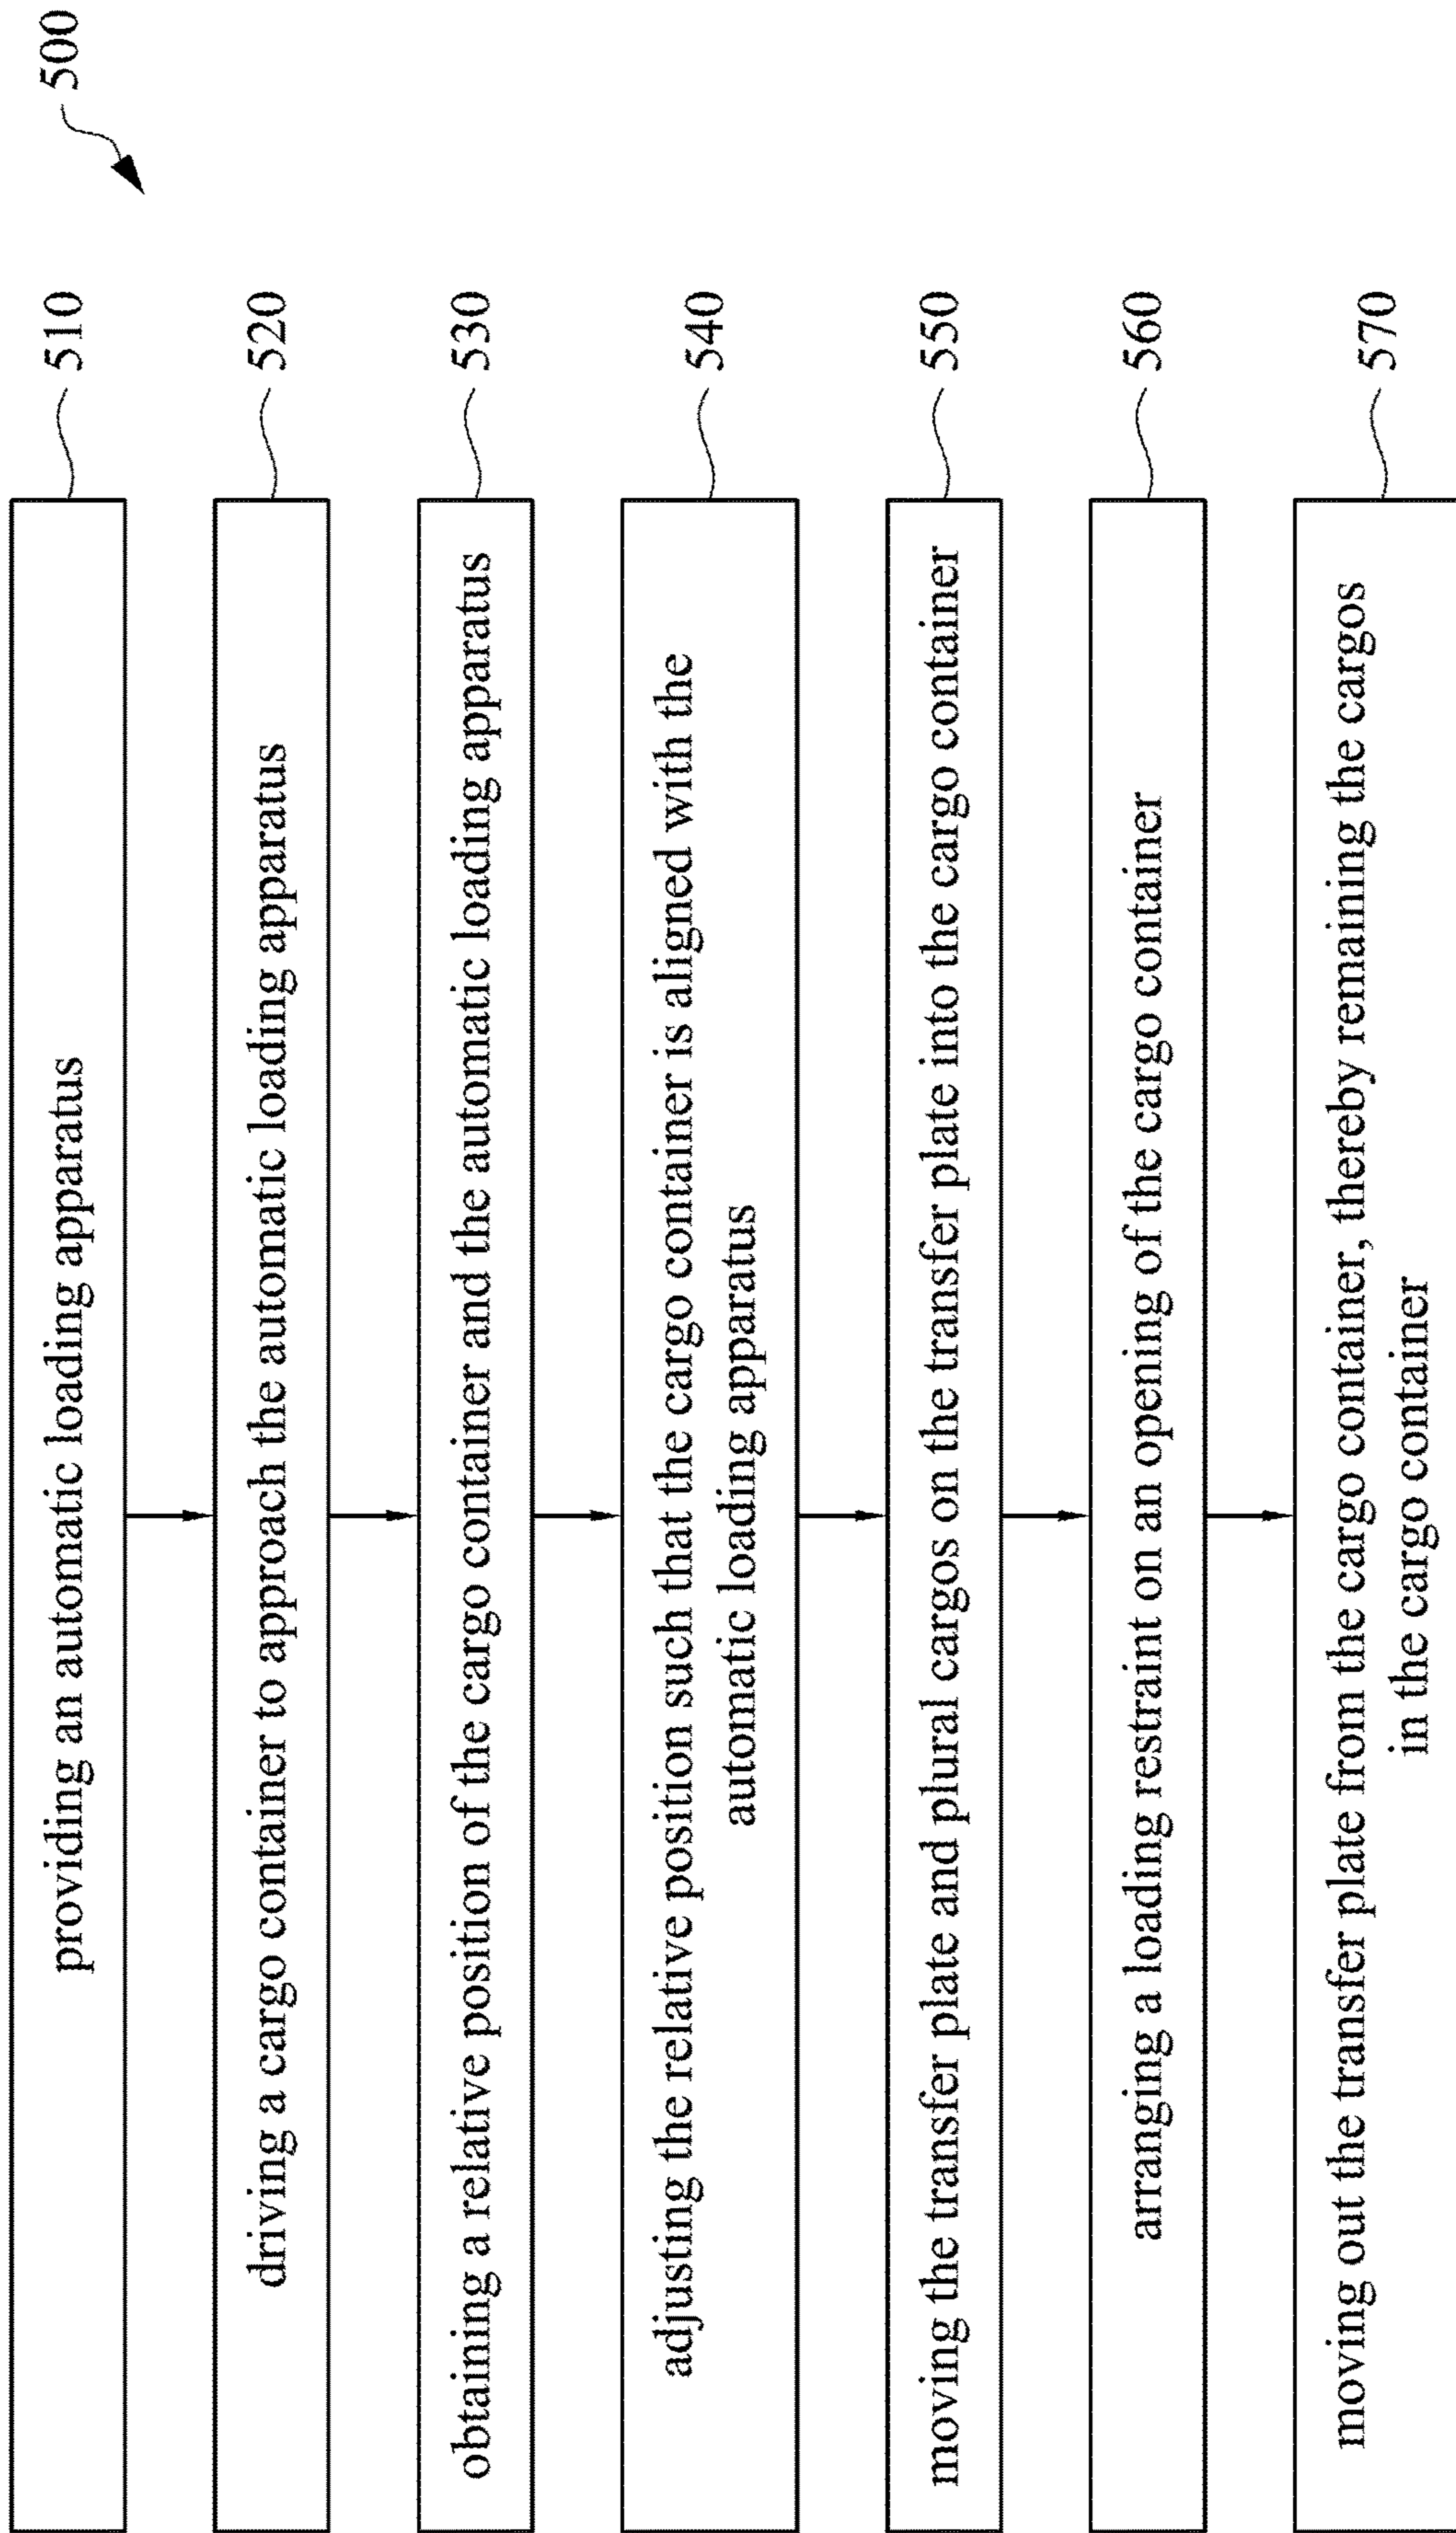 500
providing an automatic loading apparatus
510
driving a cargo container to approach the automatic loading apparatus
520
obtaining a relative position of the cargo container and the automatic loading apparatus
530
adjusting the relative position such that the cargo container is aligned with the
automatic loading apparatus
540
moving the transfer plate and plural cargos on the transfer plate into the cargo container
550
arranging a loading restraint on an opening of the cargo container
560
moving out the transfer plate from the cargo container, thereby remaining the cargos
in the cargo container
570